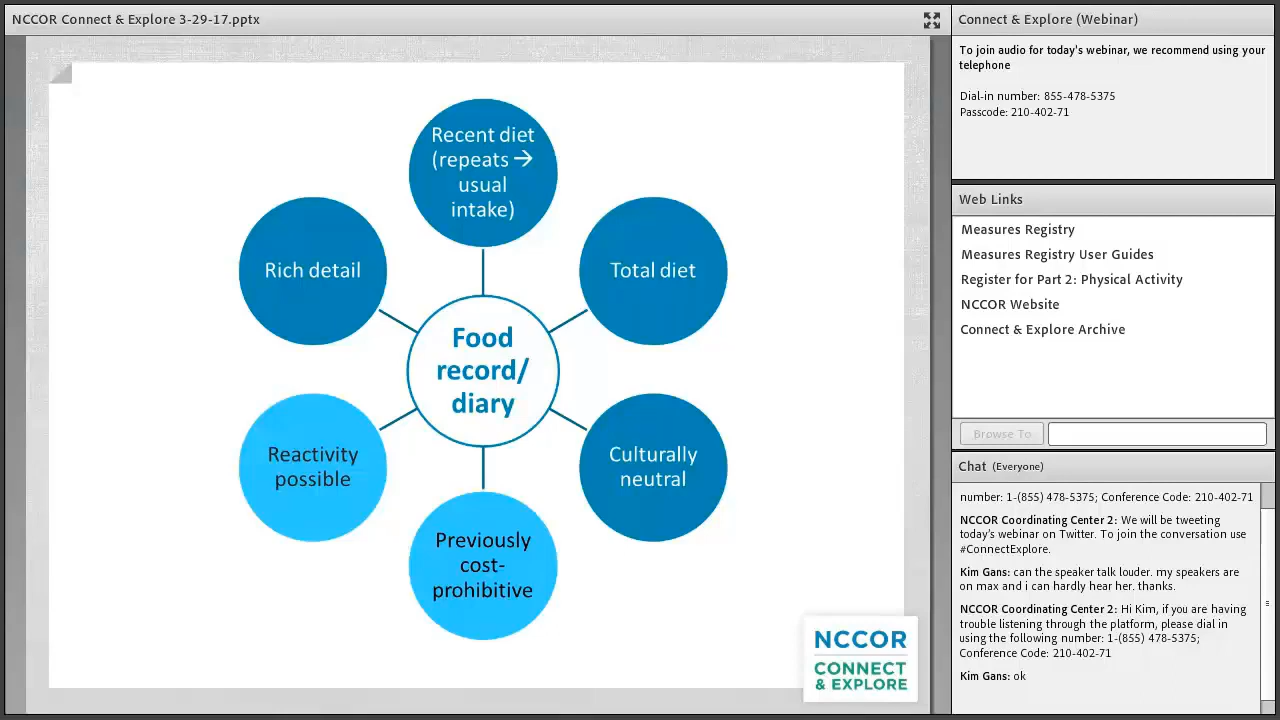 NCCOR Connect & Explore 3-29-17.pptx
Recent diet
(repeats →
usual
intake)
Rich detail
Total diet
Food
record/
diary
Reactivity
possible
Culturally
neutral
Previously
cost-
prohibitive
NCCOR
CONNECT
& EXPLORE
Connect & Explore (Webinar)
To join audio for today's webinar, we recommend using your
telephone
Dial-in number: 855-478-5375
Passcode: 210-402-71
Web Links
Measures Registry
Measures Registry User Guides
Register for Part 2: Physical Activity
NCCOR Website
Connect & Explore Archive
Browse To
Chat (Everyone)
number: 1-(855) 478-5375; Conference Code: 210-402-71
NCCOR Coordinating Center 2: We will be tweeting
today's webinar on Twitter. To join the conversation use
#ConnectExplore.
Kim Gans: can the speaker talk louder. my speakers are
on max and i can hardly hear her. thanks.
NCCOR Coordinating Center 2: Hi Kim, if you are having
trouble listening through the platform, please dial in
using the following number: 1-(855) 478-5375;
Conference Code: 210-402-71
Kim Gans: ok